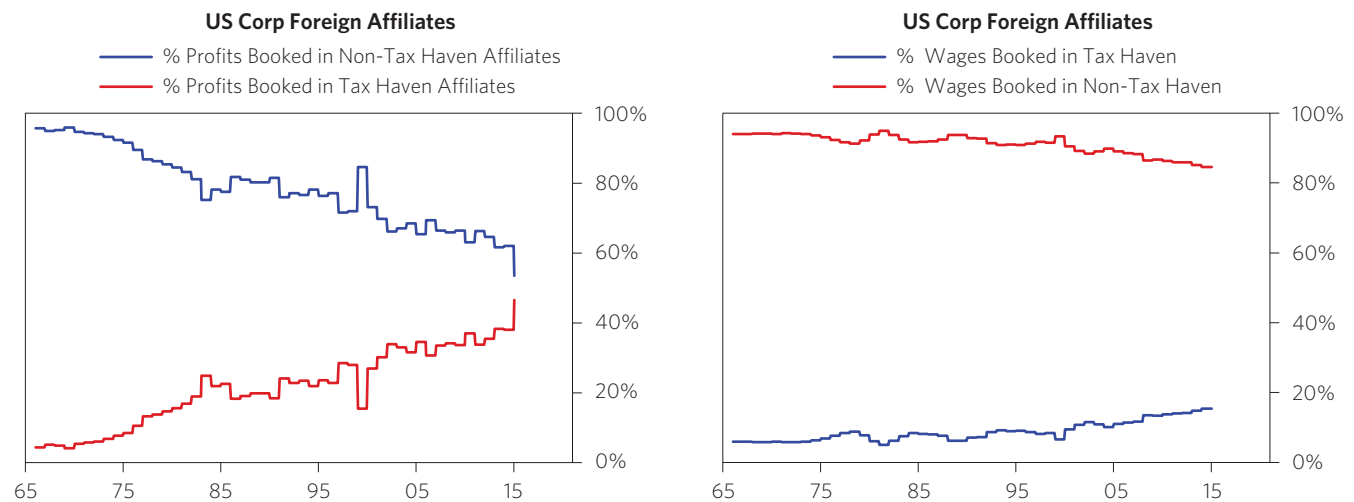 US Corp Foreign Affiliates
% Profits Booked in Non-Tax Haven Affiliates
% Profits Booked in Tax Haven Affiliates
100%
80%
60%
40%
20%
0%
65 75 85 95 05 15
US Corp Foreign Affiliates
% Wages Booked in Tax Haven
% Wages Booked in Non-Tax Haven
100%
80%
60%
40%
20%
0%
65 75 85 95 05 15